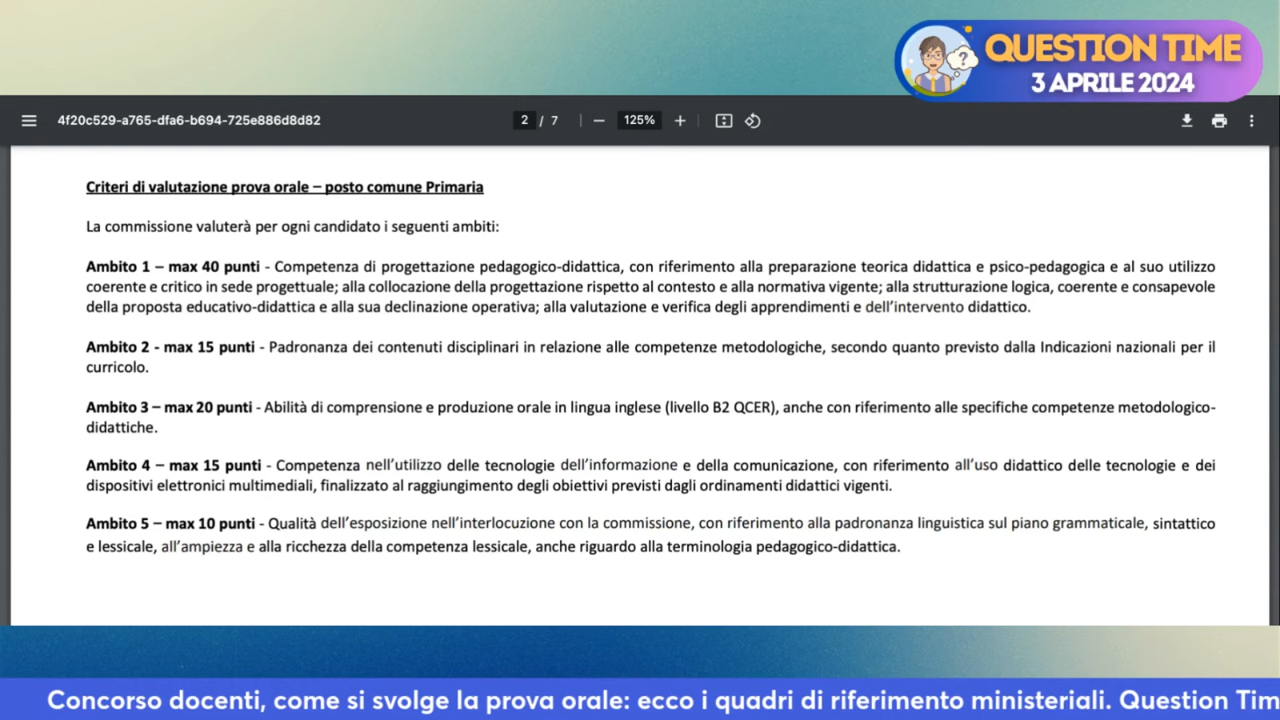 QUESTION TIME
3 APRILE 2024
4f20c529-a765-dfa6-b694-725e886d8d82
2 / 7
125%
Criteri di valutazione prova orale – posto comune Primaria
La commissione valuterà per ogni candidato i seguenti ambiti:
Ambito 1 – max 40 punti - Competenza di progettazione pedagogico-didattica, con riferimento alla preparazione teorica didattica e psico-pedagogica e al suo utilizzo
coerente e critico in sede progettuale; alla collocazione della progettazione rispetto al contesto e alla normativa vigente; alla strutturazione logica, coerente e consapevole
della proposta educativo-didattica e alla sua declinazione operativa; alla valutazione e verifica degli apprendimenti e dell'intervento didattico.
Ambito 2 - max 15 punti - Padronanza dei contenuti disciplinari in relazione alle competenze metodologiche, secondo quanto previsto dalla Indicazioni nazionali per il
curricolo.
Ambito 3 – max 20 punti - Abilità di comprensione e produzione orale in lingua inglese (livello B2 QCER), anche con riferimento alle specifiche competenze metodologico-
didattiche.
Ambito 4 – max 15 punti - Competenza nell'utilizzo delle tecnologie dell'informazione e della comunicazione, con riferimento all'uso didattico delle tecnologie e dei
dispositivi elettronici multimediali, finalizzato al raggiungimento degli obiettivi previsti dagli ordinamenti didattici vigenti.
Ambito 5 – max 10 punti - Qualità dell'esposizione nell'interlocuzione con la commissione, con riferimento alla padronanza linguistica sul piano grammaticale, sintattico
e lessicale, all'ampiezza e alla ricchezza della competenza lessicale, anche riguardo alla terminologia pedagogico-didattica.
Concorso docenti, come si svolge la prova orale: ecco i quadri di riferimento ministeriali. Question Tim